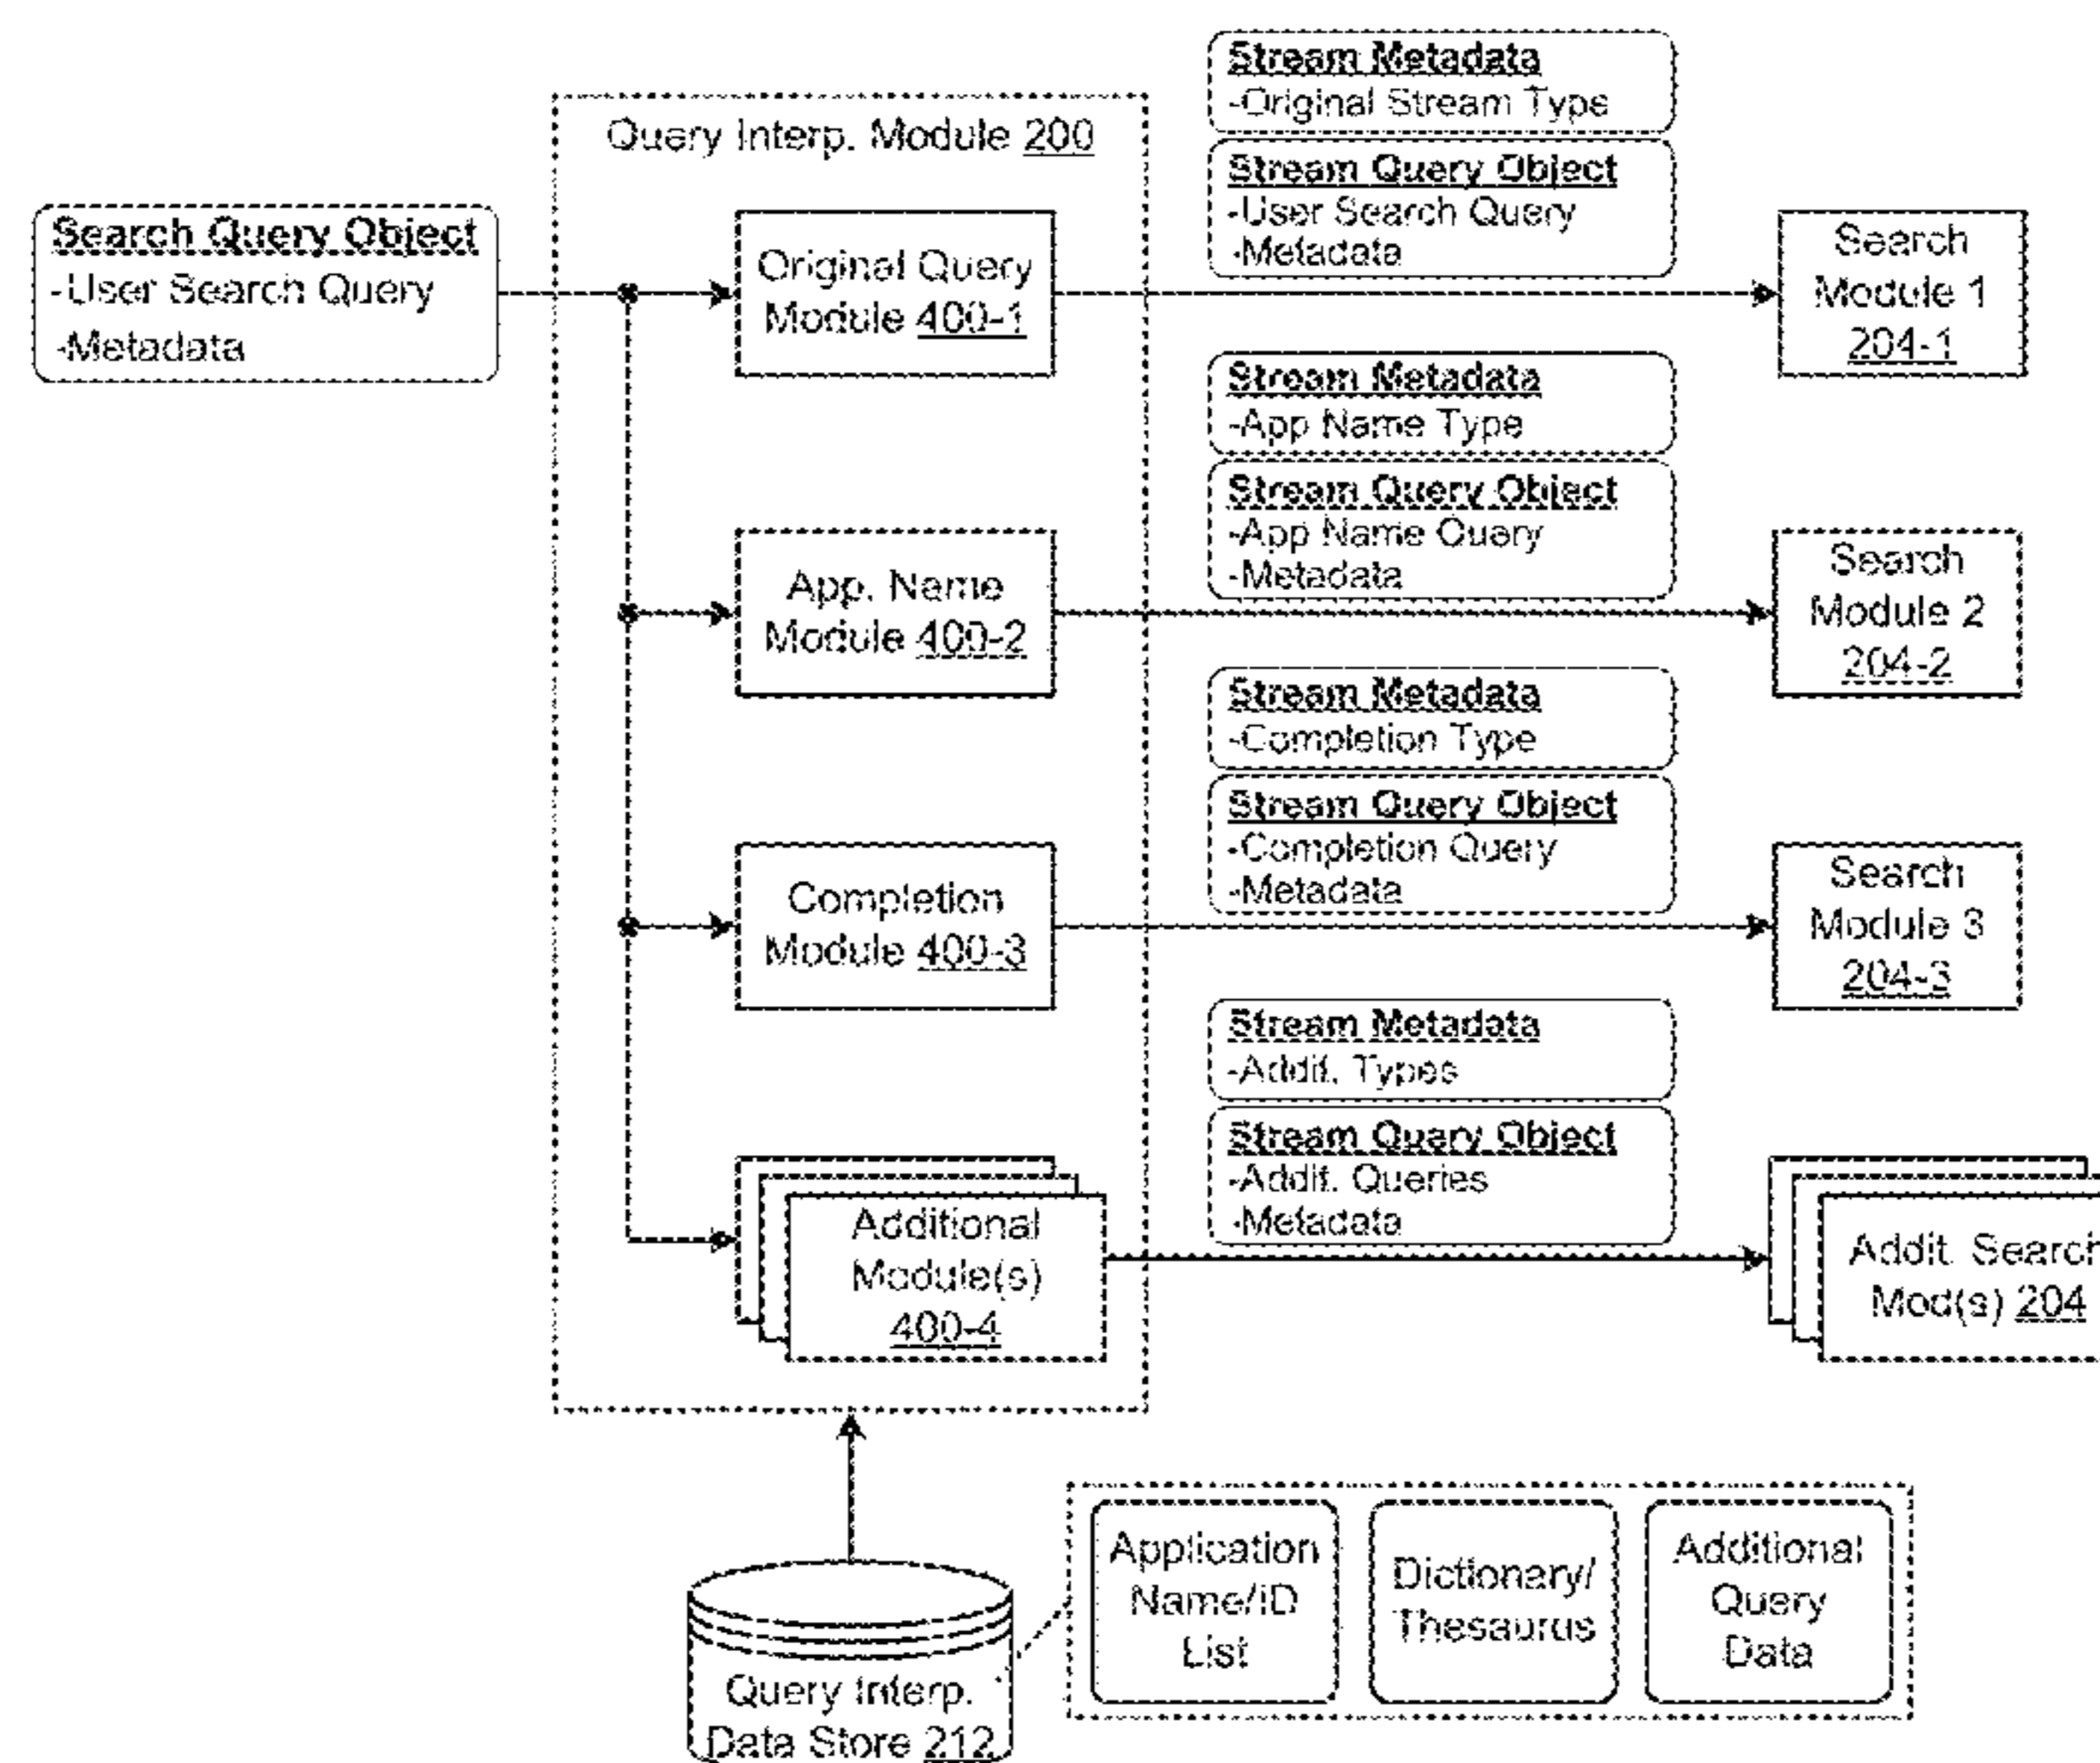 Search Query Object
-User Search Query
-Metadata
Query Interp. Module 200
Original Query
Module 400-1
App. Name
Module 400-2
Completion
Module 400-3
Additional
Module(s)
400-4
Stream Metadata
-Original Stream Type
Stream Query Object
-User Search Query
-Metadata
Stream Metadata
-App Name Type
Stream Query Object
-App Name Query
-Metadata
Stream Metadata
-Completion Type
Stream Query Object
-Completion Query
-Metadata
Stream Metadata
-Addit. Types
Stream Query Object
-Addit. Queries
-Metadata
Search
Module 1
204-1
Search
Module 2
204-2
Search
Module 3
204-3
Addit. Search
Mod(s) 204
Query Interp.
Data Store 212
Application
Name/ID
List
Dictionary/
Thesaurus
Additional
Query
Data